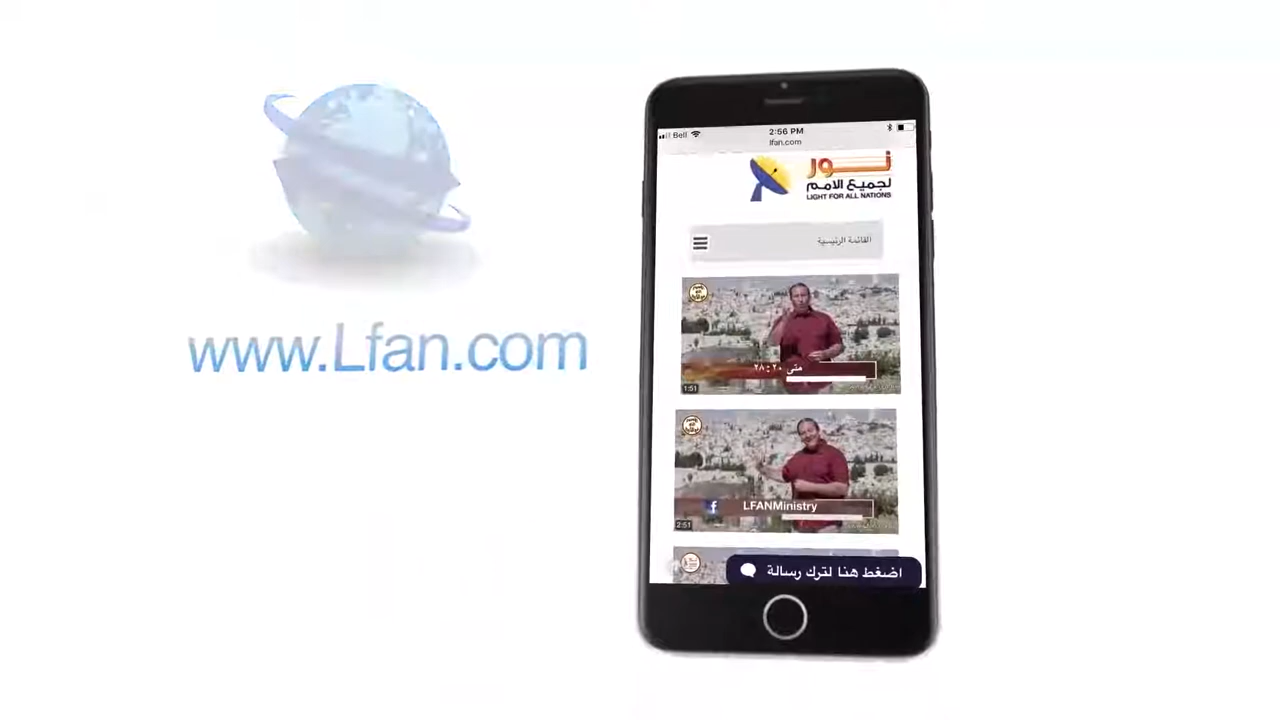 www.Lfan.com
Bell
2:56 PM
lfan.com
نور
لجميع الامم
LIGHT FOR ALL NATIONS
القائمة الرئيسية
متى ٢٠ : ٢٨
1:51
LFANMinistry
2:51
اضغط هنا لترك رسالة